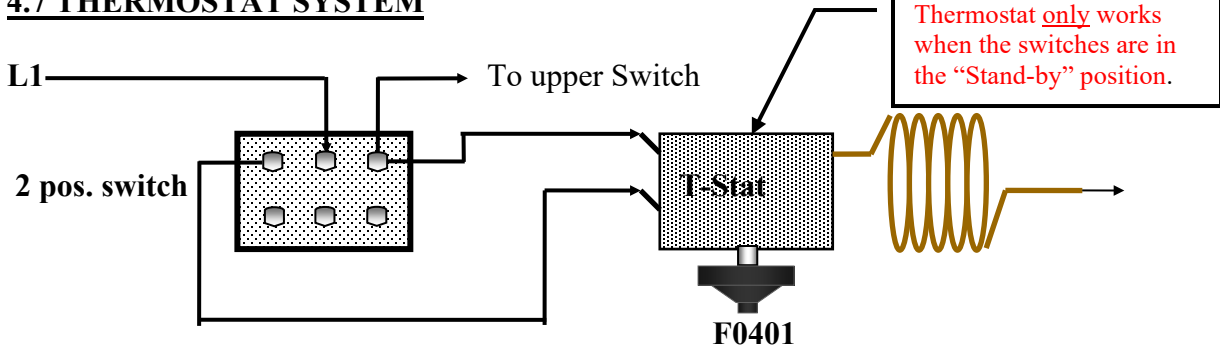 4.7 THERMOSTAT SYSTEM
Thermostat only works
when the switches are in
the “Stand-by” position.
L1
To upper Switch
2 pos. switch
T-Stat
F0401